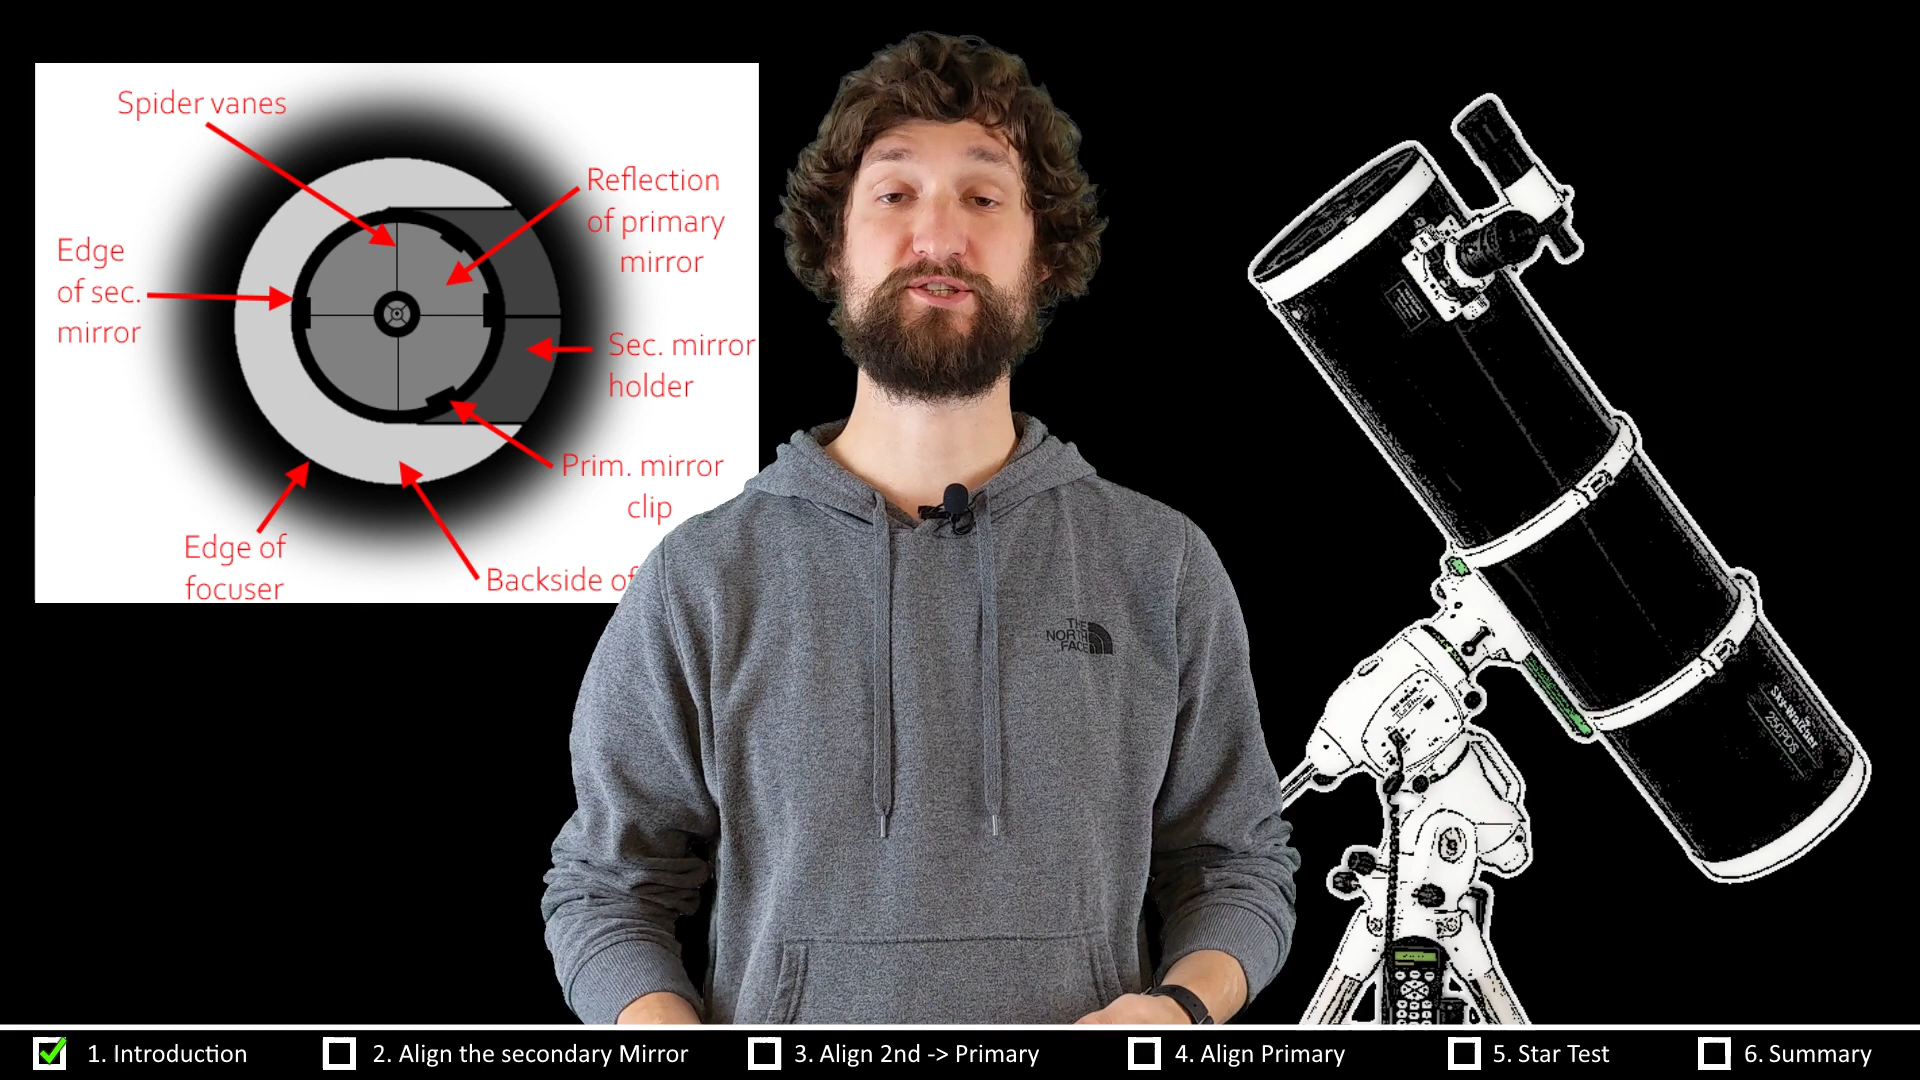 Spider vanes
Reflection
of primary
mirror
Edge
of sec.
mirror
Sec. mirror
holder
Prim. mirror
clip
Edge of
focuser
Backside of
THE
NORTH
FACE
Sky-Watcher
250PDS
1. Introduction
2. Align the secondary Mirror
3. Align 2nd -> Primary
4. Align Primary
5. Star Test
6. Summary